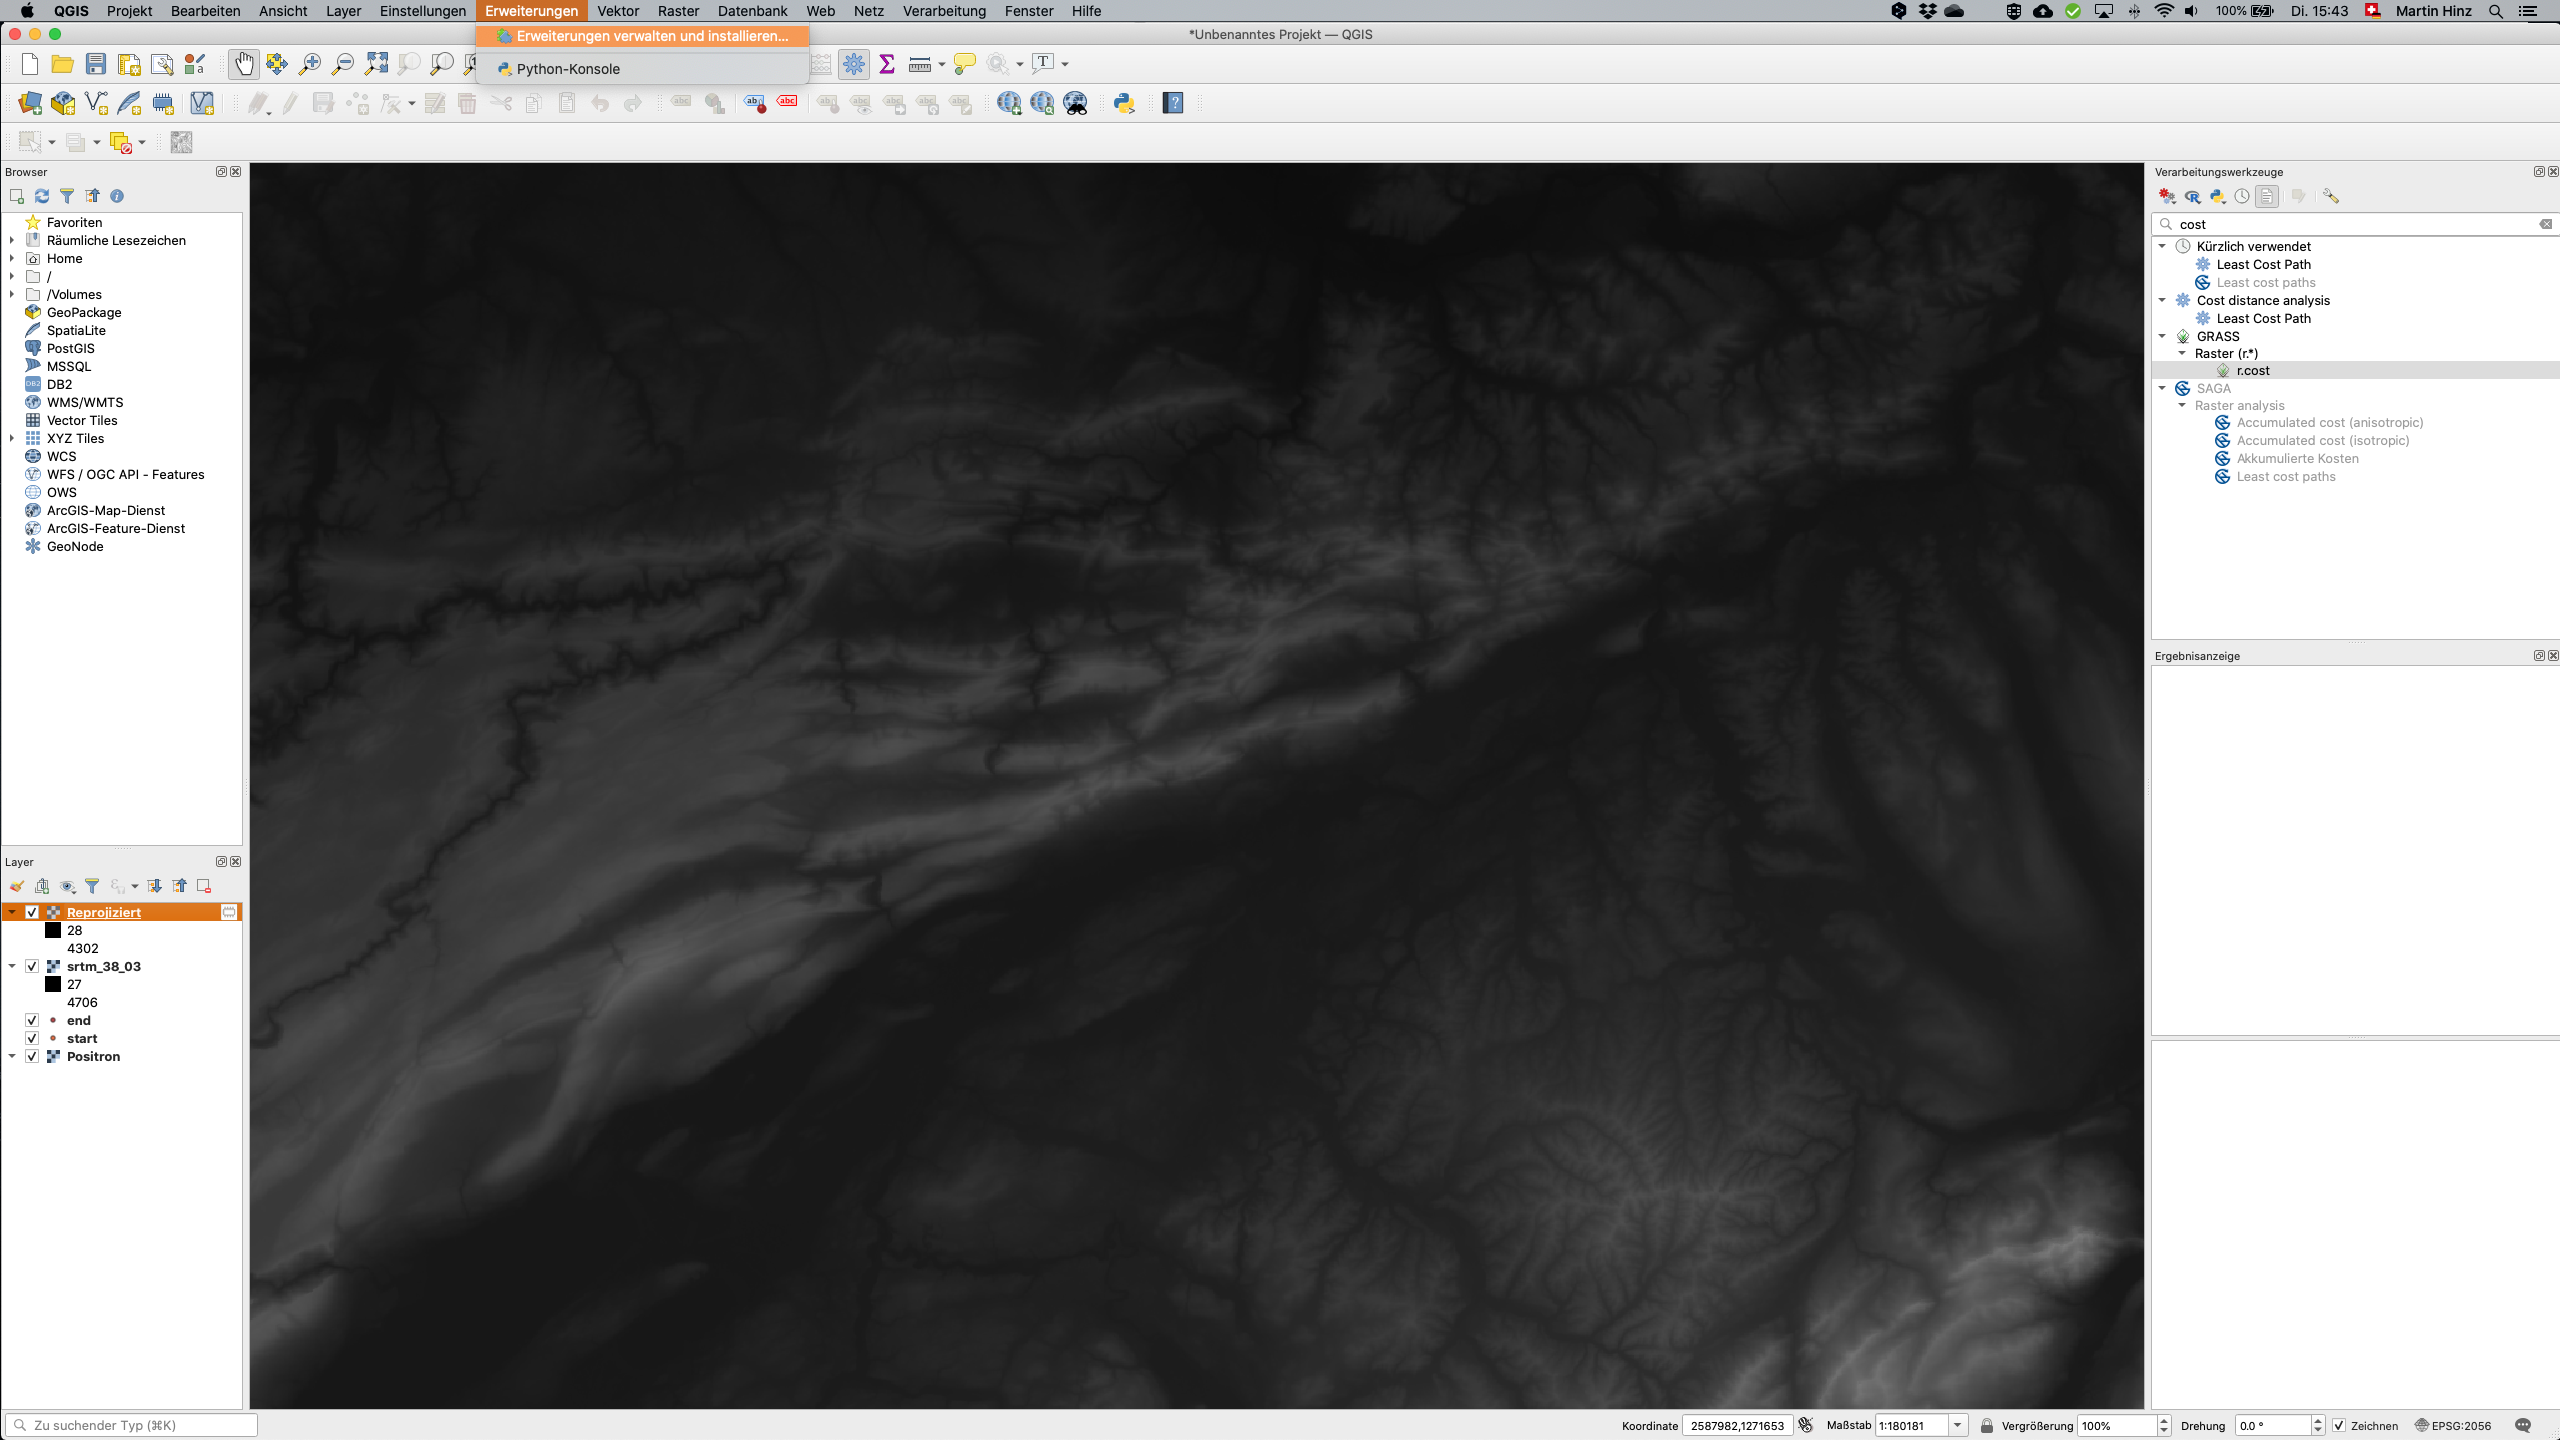 QGIS Projekt Bearbeiten Ansicht Layer Einstellungen Erweiterungen Vektor Raster Datenbank Web Netz Verarbeitung Fenster Hilfe 100% Di. 15:43 Martin Hinz
*Unbenanntes Projekt — QGIS
Erweiterungen verwalten und installieren...
Python-Konsole
Browser
Favoriten
Räumliche Lesezeichen
Home
/
/Volumes
GeoPackage
SpatiaLite
PostGIS
MSSQL
DB2
WMS/WMTS
Vector Tiles
XYZ Tiles
WCS
WFS / OGC API - Features
OWS
ArcGIS-Map-Dienst
ArcGIS-Feature-Dienst
GeoNode
Layer
Reprojiziert
28
4302
srtm_38_03
27
4706
end
start
Positron
Verarbeitungswerkzeuge
cost
Kürzlich verwendet
Least Cost Path
Least cost paths
Cost distance analysis
Least Cost Path
GRASS
Raster (r.*)
r.cost
SAGA
Raster analysis
Accumulated cost (anisotropic)
Accumulated cost (isotropic)
Akkumulierte Kosten
Least cost paths
Ergebnisanzeige
Zu suchender Typ (⌘K)
Koordinate 2587982,1271653 Maßstab 1:180181 Vergrößerung 100% Drehung 0.0 ° Zeichnen EPSG:2056